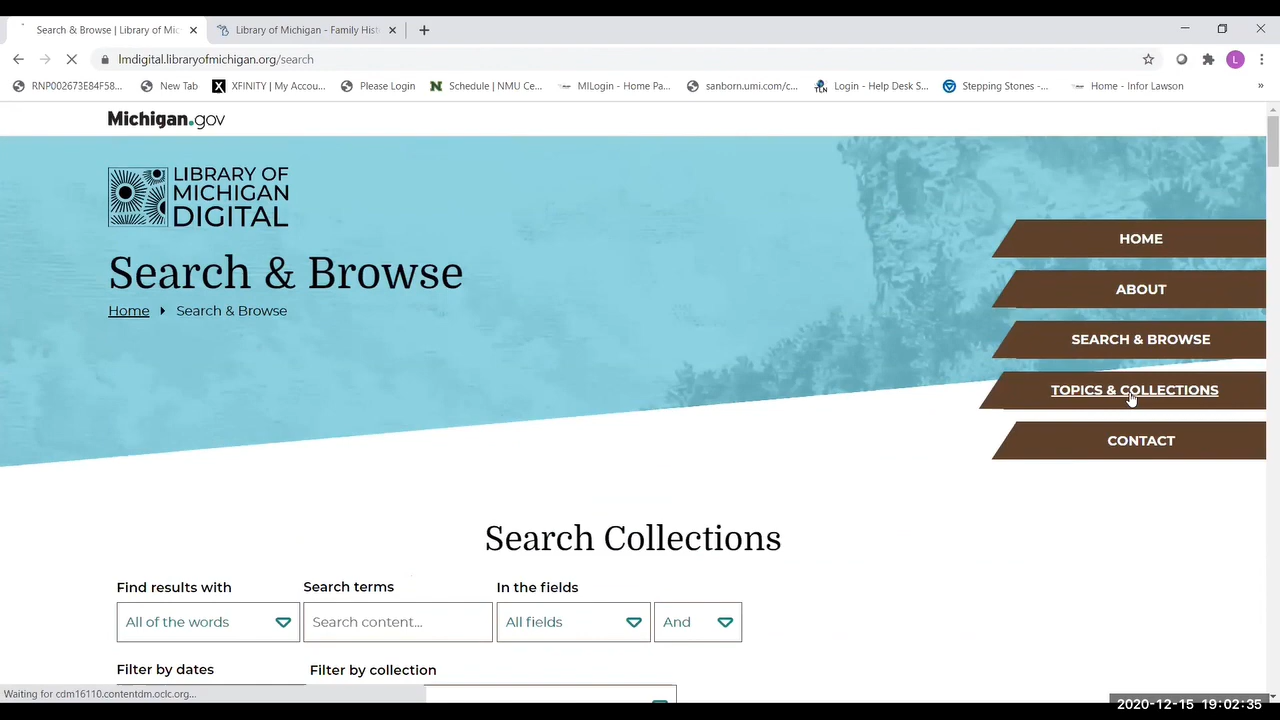 Search & Browse | Library of Mic
Library of Michigan - Family Hist
lmdigital.libraryofmichigan.org/search
L
RNP002673E84F58...
New Tab
XFINITY | My Accou...
Please Login
Schedule | NMU Ce...
MILogin - Home Pa...
sanborn.umi.com/c...
Login - Help Desk S...
Stepping Stones -...
Home - Infor Lawson
»
Michigan.gov
LIBRARY OF
MICHIGAN
DIGITAL
Search & Browse
Home
Search & Browse
HOME
ABOUT
SEARCH & BROWSE
TOPICS & COLLECTIONS
CONTACT
Search Collections
Find results with
Search terms
In the fields
All of the words
Search content...
All fields
And
Filter by dates
Filter by collection
Waiting for cdm16110.contentdm.oclc.org...
2020-12-15 19:02:35